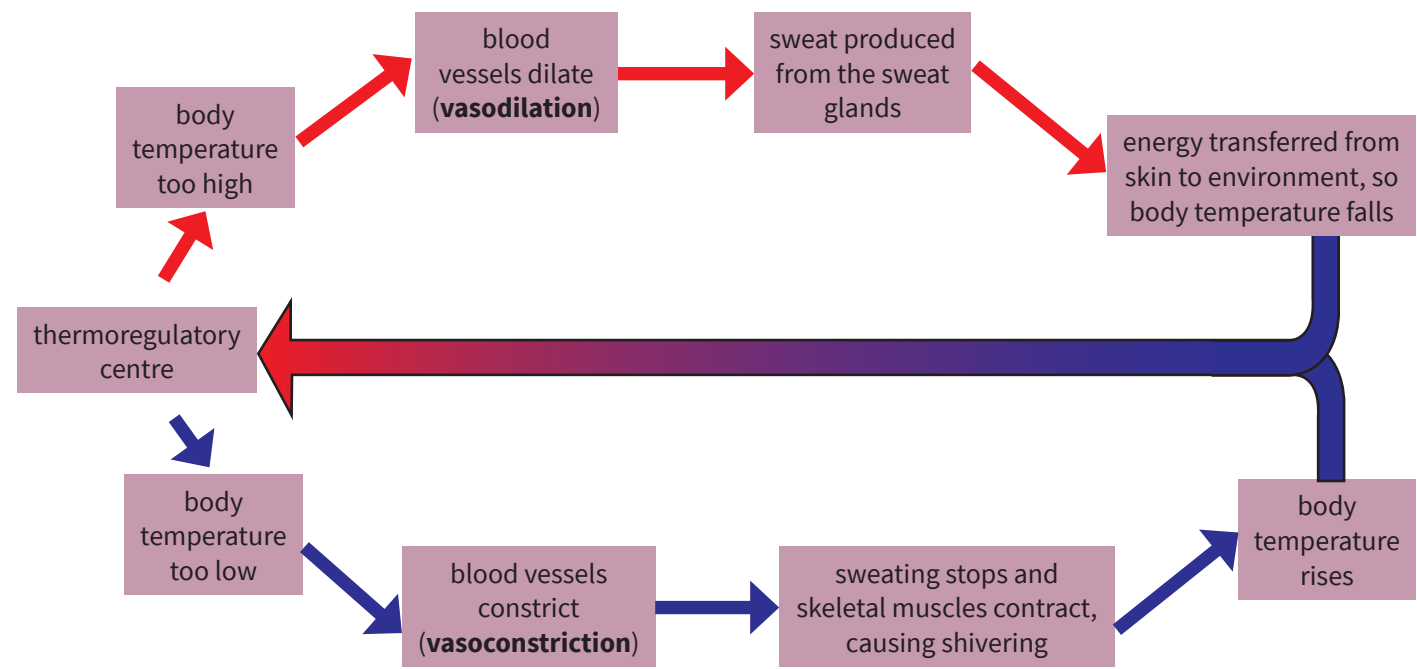 body
temperature
too high
blood
vessels dilate
(vasodilation)
sweat produced
from the sweat
glands
energy transferred from
skin to environment, so
body temperature falls
thermoregulatory
centre
body
temperature
too low
blood vessels
constrict
(vasoconstriction)
sweating stops and
skeletal muscles contract,
causing shivering
body
temperature
rises